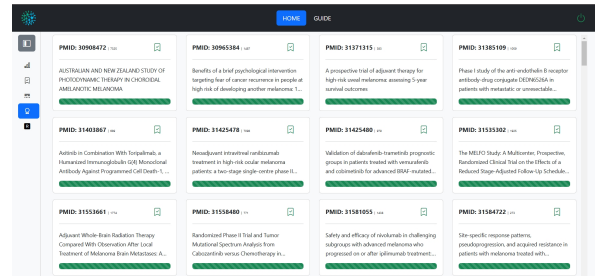 HOME GUIDE
PMID: 30908472
AUSTRALIAN AND NEW ZEALAND STUDY OF
PHOTODYNAMIC THERAPY IN CHOROIDAL
AMELANOTIC MELANOMA
PMID: 30965384
Benefits of a brief psychological intervention
targeting fear of cancer recurrence in people at
high risk of developing another melanoma: 1...
PMID: 31371315
A prospective trial of adjuvant therapy for
high-risk uveal melanoma: assessing 5-year
survival outcomes
PMID: 31385109
Phase I study of the anti-endothelin B receptor
antibody-drug conjugate DEDN6526A in
patients with metastatic or unresectable...
PMID: 31403867
Axitinib in Combination With Toripalimab, a
Humanized Immunoglobulin G(4) Monoclonal
Antibody Against Programmed Cell Death-1, ...
PMID: 31425478
Neoadjuvant intravitreal ranibizumab
treatment in high-risk ocular melanoma
patients: a two-stage single-centre phase II...
PMID: 31425480
Validation of dabrafenib-trametinib prognostic
groups in patients treated with vemurafenib
and cobimetinib for advanced BRAF-mutated...
PMID: 31535302
The MELFO Study: A Multicenter, Prospective,
Randomized Clinical Trial on the Effects of a
Reduced Stage-Adjusted Follow-Up Schedule...
PMID: 31553661
Adjuvant Whole-Brain Radiation Therapy
Compared With Observation After Local
Treatment of Melanoma Brain Metastases: A...
PMID: 31558480
Randomized Phase II Trial and Tumor
Mutational Spectrum Analysis from
Cabozantinib versus Chemotherapy in...
PMID: 31581055
Safety and efficacy of nivolumab in challenging
subgroups with advanced melanoma who
progressed on or after ipilimumab treatment:...
PMID: 31584722
Site-specific response patterns,
pseudoprogression, and acquired resistance in
patients with melanoma treated with...